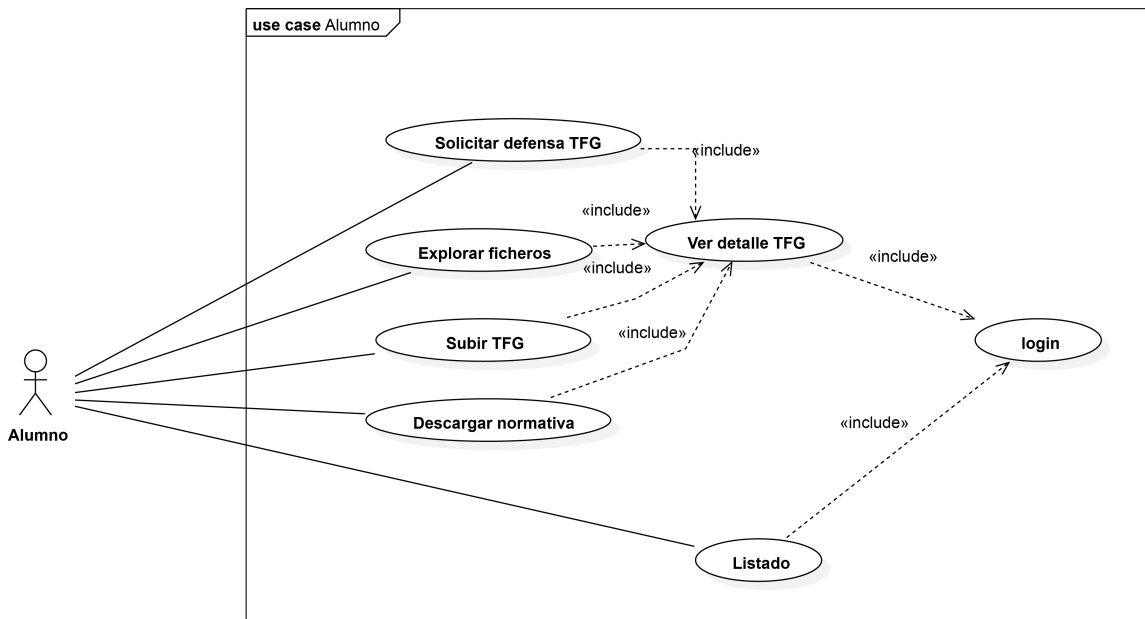 use case Alumno
Solicitar defensa TFG
«include»
«include»
Explorar ficheros
Ver detalle TFG
«include»
«include»
Subir TFG
«include»
login
Alumno
Descargar normativa
«include»
Listado